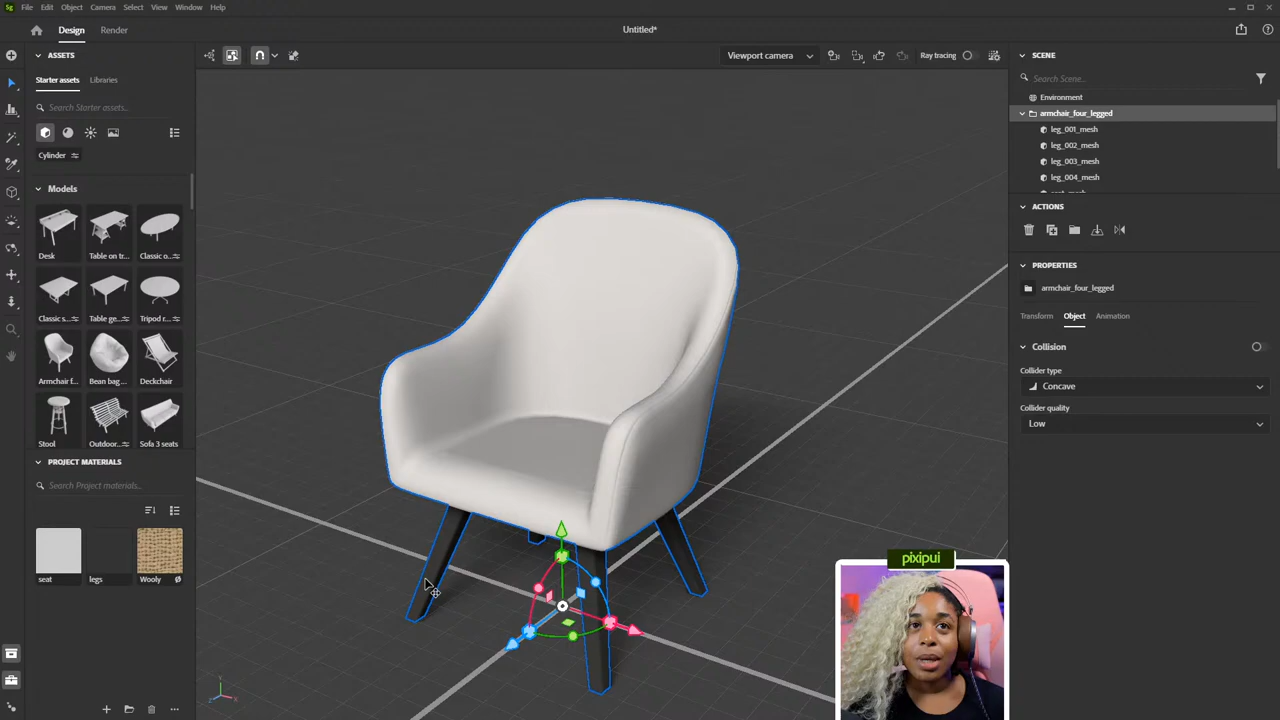 Sg File Edit Object Camera Select View Window Help
Design Render
Untitled*
ASSETS
Starter assets Libraries
Search Starter assets...
Cylinder
Models
Desk Table on tr... Classic o...
Classic s... Table ge... Tripod r...
Armchair f... Bean bag ... Deckchair
Stool Outdoor... Sofa 3 seats
PROJECT MATERIALS
Search Project materials...
seat legs Wooly
Viewport camera
Ray tracing
pixipui
SCENE
Search Scene...
Environment
armchair_four_legged
leg_001_mesh
leg_002_mesh
leg_003_mesh
leg_004_mesh
ACTIONS
PROPERTIES
armchair_four_legged
Transform Object Animation
Collision
Collider type
Concave
Collider quality
Low